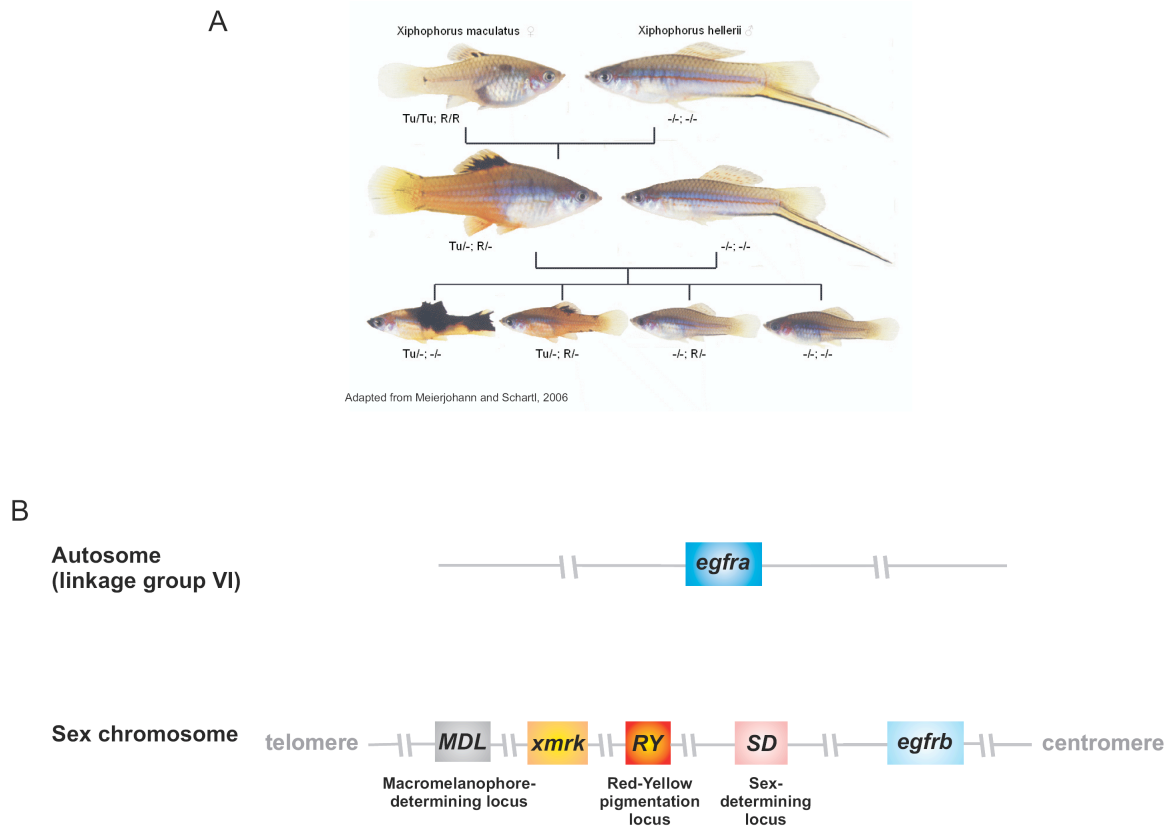 A
Xiphophorus maculatus ♀
Xiphophorus hellerii ♂
Tu/Tu; R/R
-/-; -/-
Tu/-; R/-
-/-; -/-
Tu/-; -/-
Tu/-; R/-
-/-; R/-
-/-; -/-
Adapted from Meierjohann and Schartl, 2006
B
Autosome
(linkage group VI)
egfra
Sex chromosome
telomere
MDL
xmrk
RY
SD
egfrb
centromere
Macromelanophore-
determining locus
Red-Yellow
pigmentation
locus
Sex-
determining
locus